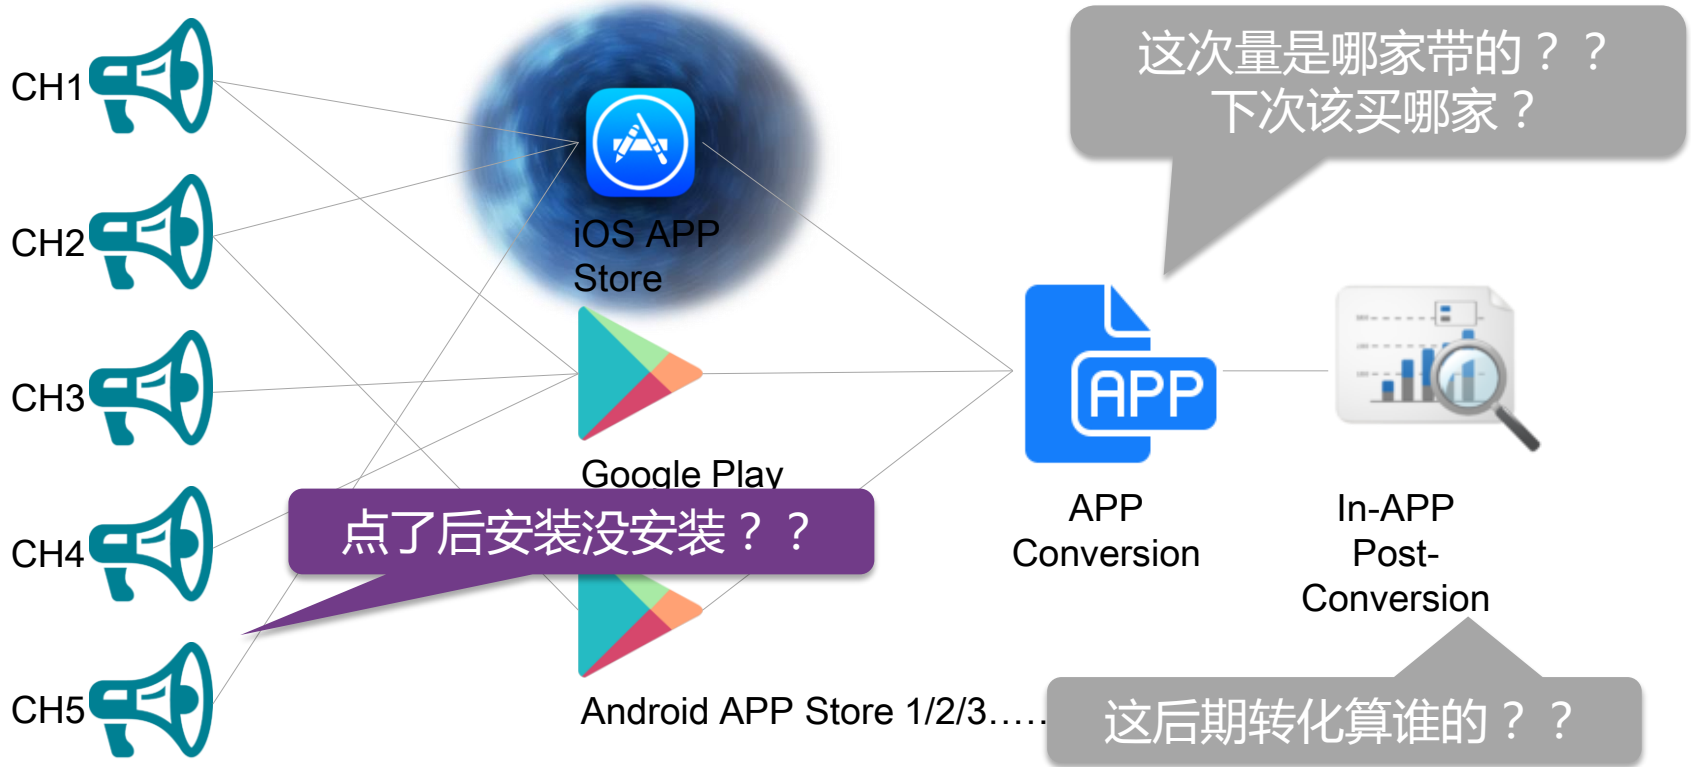 这次量是哪家带的？？
下次该买哪家？
CH1
iOS APP
Store
CH2
CH3
APP
Google Play
点了后安装没安装？？
APP
Conversion
In-APP
Post-
Conversion
CH4
CH5
Android APP Store 1/2/3……
这后期转化算谁的？？